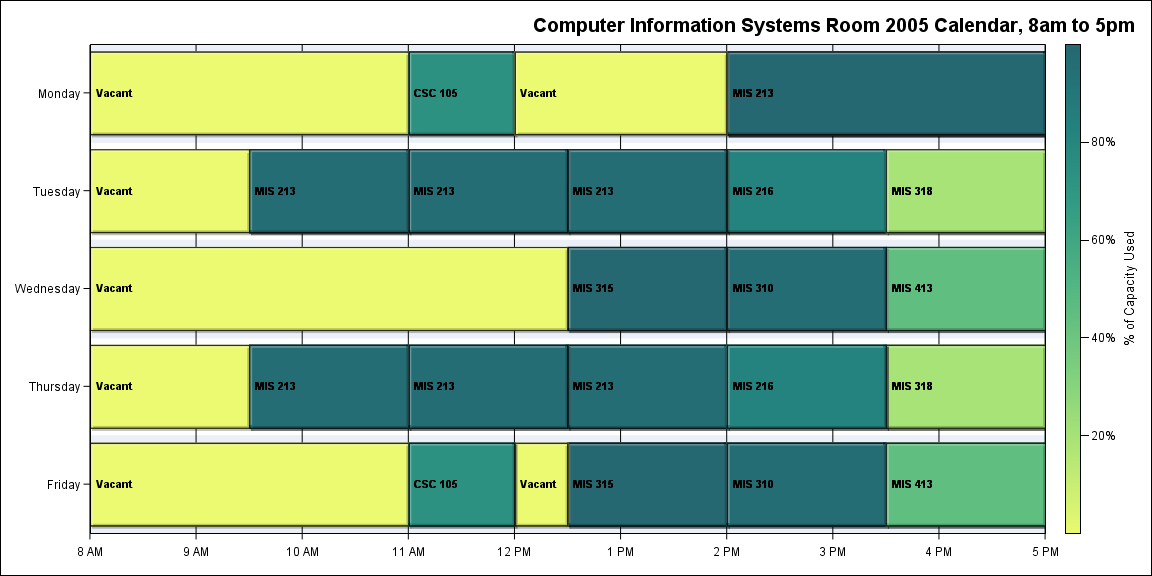 Computer Information Systems Room 2005 Calendar, 8am to 5pm
Monday
Vacant
CSC 105
Vacant
MIS 213
Tuesday
Vacant
MIS 213
MIS 213
MIS 213
MIS 216
MIS 318
Wednesday
Vacant
MIS 315
MIS 310
MIS 413
Thursday
Vacant
MIS 213
MIS 213
MIS 213
MIS 216
MIS 318
Friday
Vacant
CSC 105
Vacant
MIS 315
MIS 310
MIS 413
8 AM
9 AM
10 AM
11 AM
12 PM
1 PM
2 PM
3 PM
4 PM
5 PM
80%
60%
40%
20%
% of Capacity Used